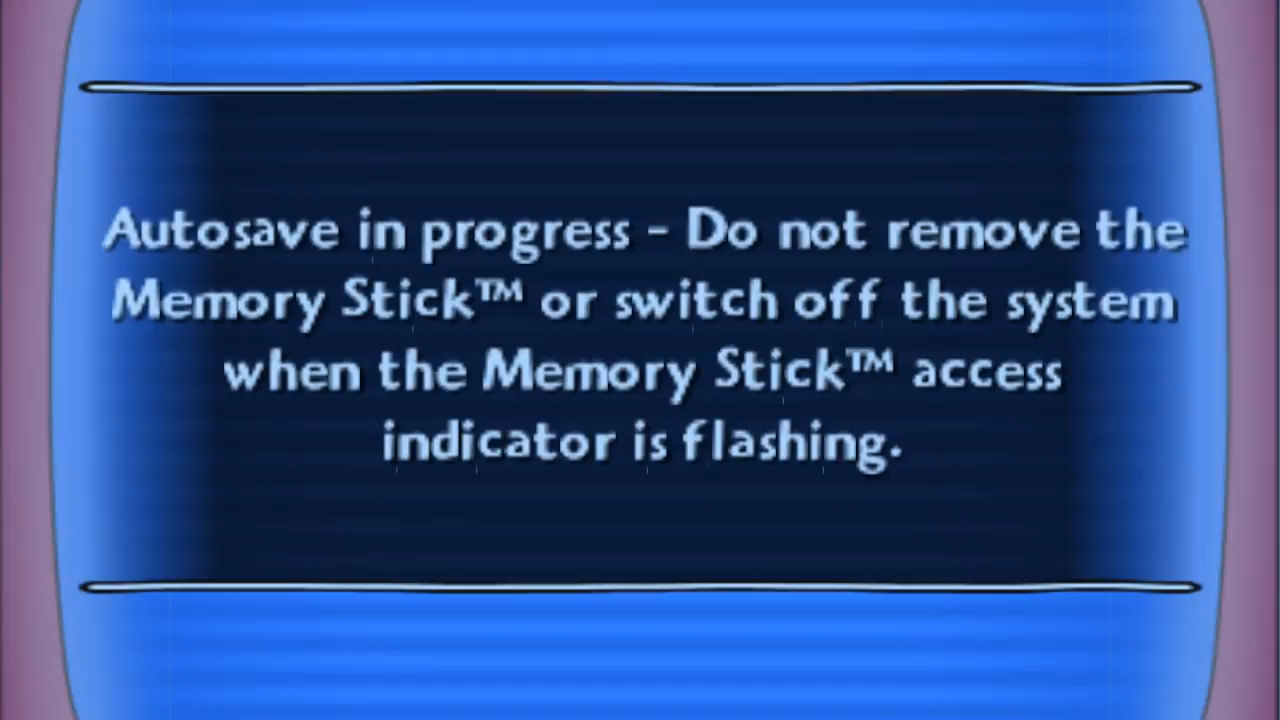 Autosave in progress - Do not remove the
Memory Stick™ or switch off the system
when the Memory Stick™ access
indicator is flashing.